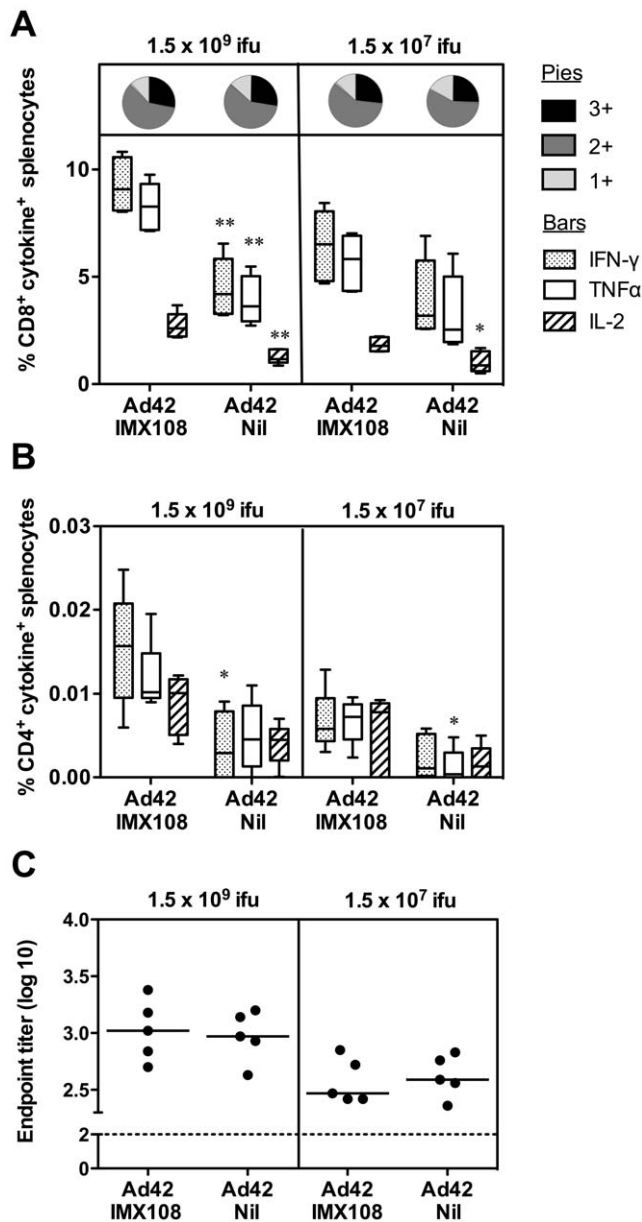 A
1.5 x 10⁹ ifu
1.5 x 10⁷ ifu
Pies
3+
2+
1+
Bars
IFN-γ
TNFα
IL-2
% CD8⁺ cytokine⁺ splenocytes
10
5
0
**
**
**
*
Ad42
IMX108
Ad42
Nil
Ad42
IMX108
Ad42
Nil
B
1.5 x 10⁹ ifu
1.5 x 10⁷ ifu
% CD4⁺ cytokine⁺ splenocytes
0.03
0.02
0.01
0.00
*
*
Ad42
IMX108
Ad42
Nil
Ad42
IMX108
Ad42
Nil
C
1.5 x 10⁹ ifu
1.5 x 10⁷ ifu
Endpoint titer (log 10)
4.0
3.5
3.0
2.5
2
0
Ad42
IMX108
Ad42
Nil
Ad42
IMX108
Ad42
Nil